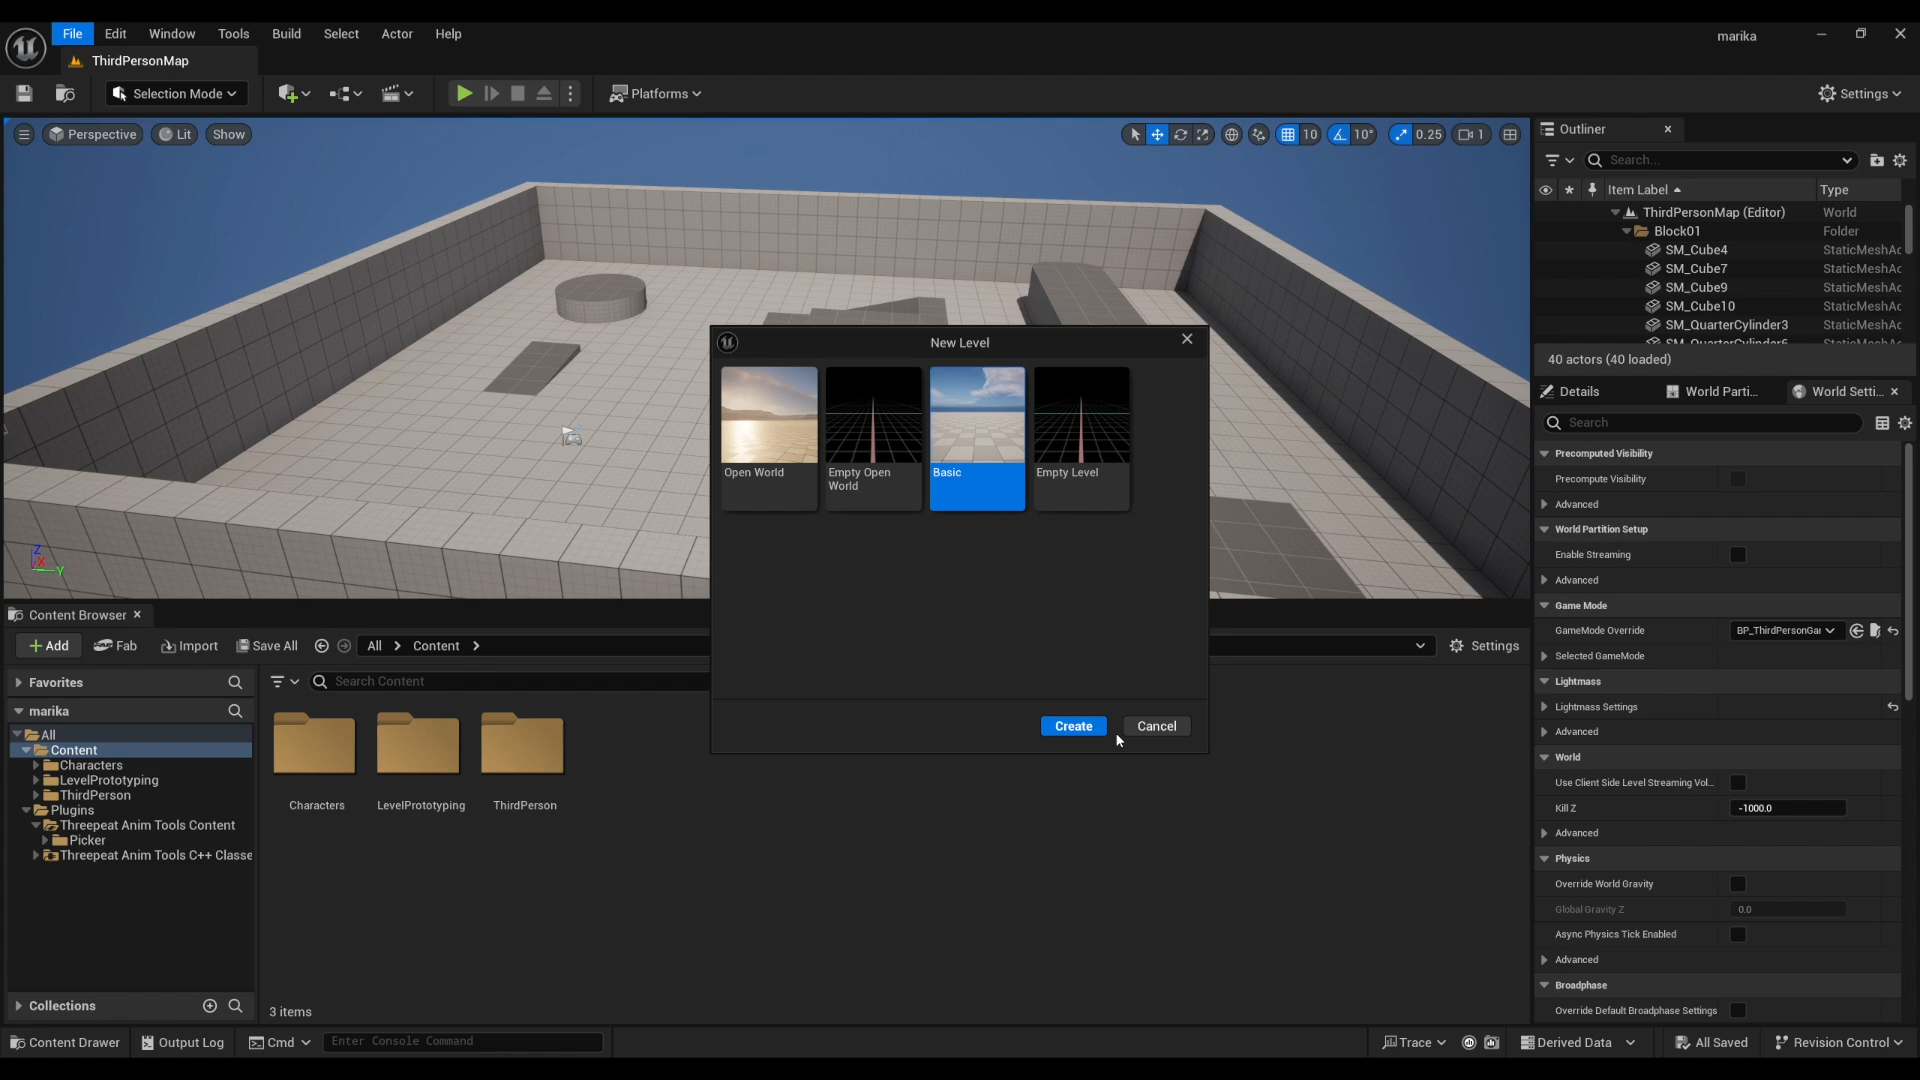 File Edit Window Tools Build Select Actor Help
marika
ThirdPersonMap
Selection Mode
Platforms
Settings
Perspective Lit Show
10 10° 0.25 1
Outliner
Search...
Item Label Type
ThirdPersonMap (Editor) World
Block01 Folder
SM_Cube4 StaticMeshAc
SM_Cube7 StaticMeshAc
SM_Cube9 StaticMeshAc
SM_Cube10 StaticMeshAc
SM_QuarterCylinder3 StaticMeshAc
40 actors (40 loaded)
New Level
Open World
Empty Open World
Basic
Empty Level
Create Cancel
Z
X
Y
Details World Parti... World Setti...
Search
Precomputed Visibility
Precompute Visibility
Advanced
World Partition Setup
Enable Streaming
Advanced
Game Mode
GameMode Override BP_ThirdPersonGai
Selected GameMode
Lightmass
Lightmass Settings
Advanced
World
Use Client Side Level Streaming Vol...
Kill Z -1000.0
Advanced
Physics
Override World Gravity
Global Gravity Z 0.0
Async Physics Tick Enabled
Advanced
Broadphase
Override Default Broadphase Settings
Content Browser
Add Fab Import Save All All Content Settings
Favorites
Search Content
marika
All
Content
Characters
LevelPrototyping
ThirdPerson
Plugins
Threepeat Anim Tools Content
Picker
Threepeat Anim Tools C++ Classe
Characters LevelPrototyping ThirdPerson
Collections
3 items
Content Drawer Output Log Cmd Enter Console Command
Trace Derived Data All Saved Revision Control